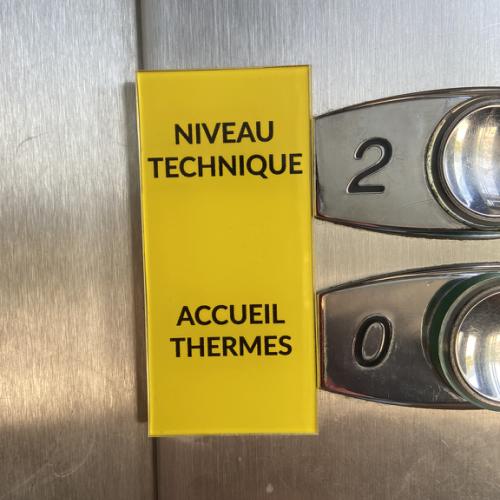 NIVEAU
TECHNIQUE
2
ACCUEIL
THERMES
0